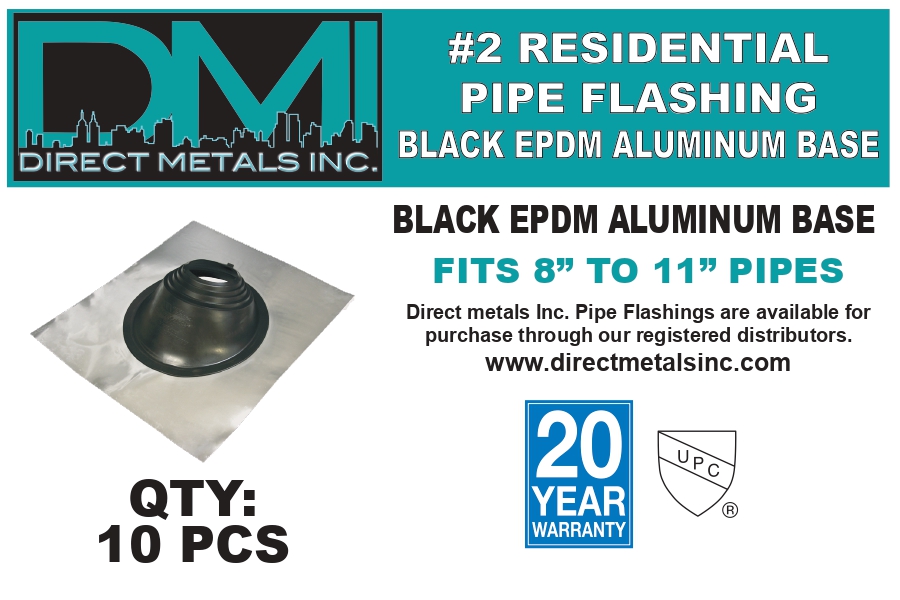 DMI
DIRECT METALS INC.
#2 RESIDENTIAL
PIPE FLASHING
BLACK EPDM ALUMINUM BASE
BLACK EPDM ALUMINUM BASE
FITS 8” TO 11” PIPES
Direct metals Inc. Pipe Flashings are available for
purchase through our registered distributors.
www.directmetalsinc.com
QTY:
10 PCS
20
YEAR
WARRANTY
UPC
®